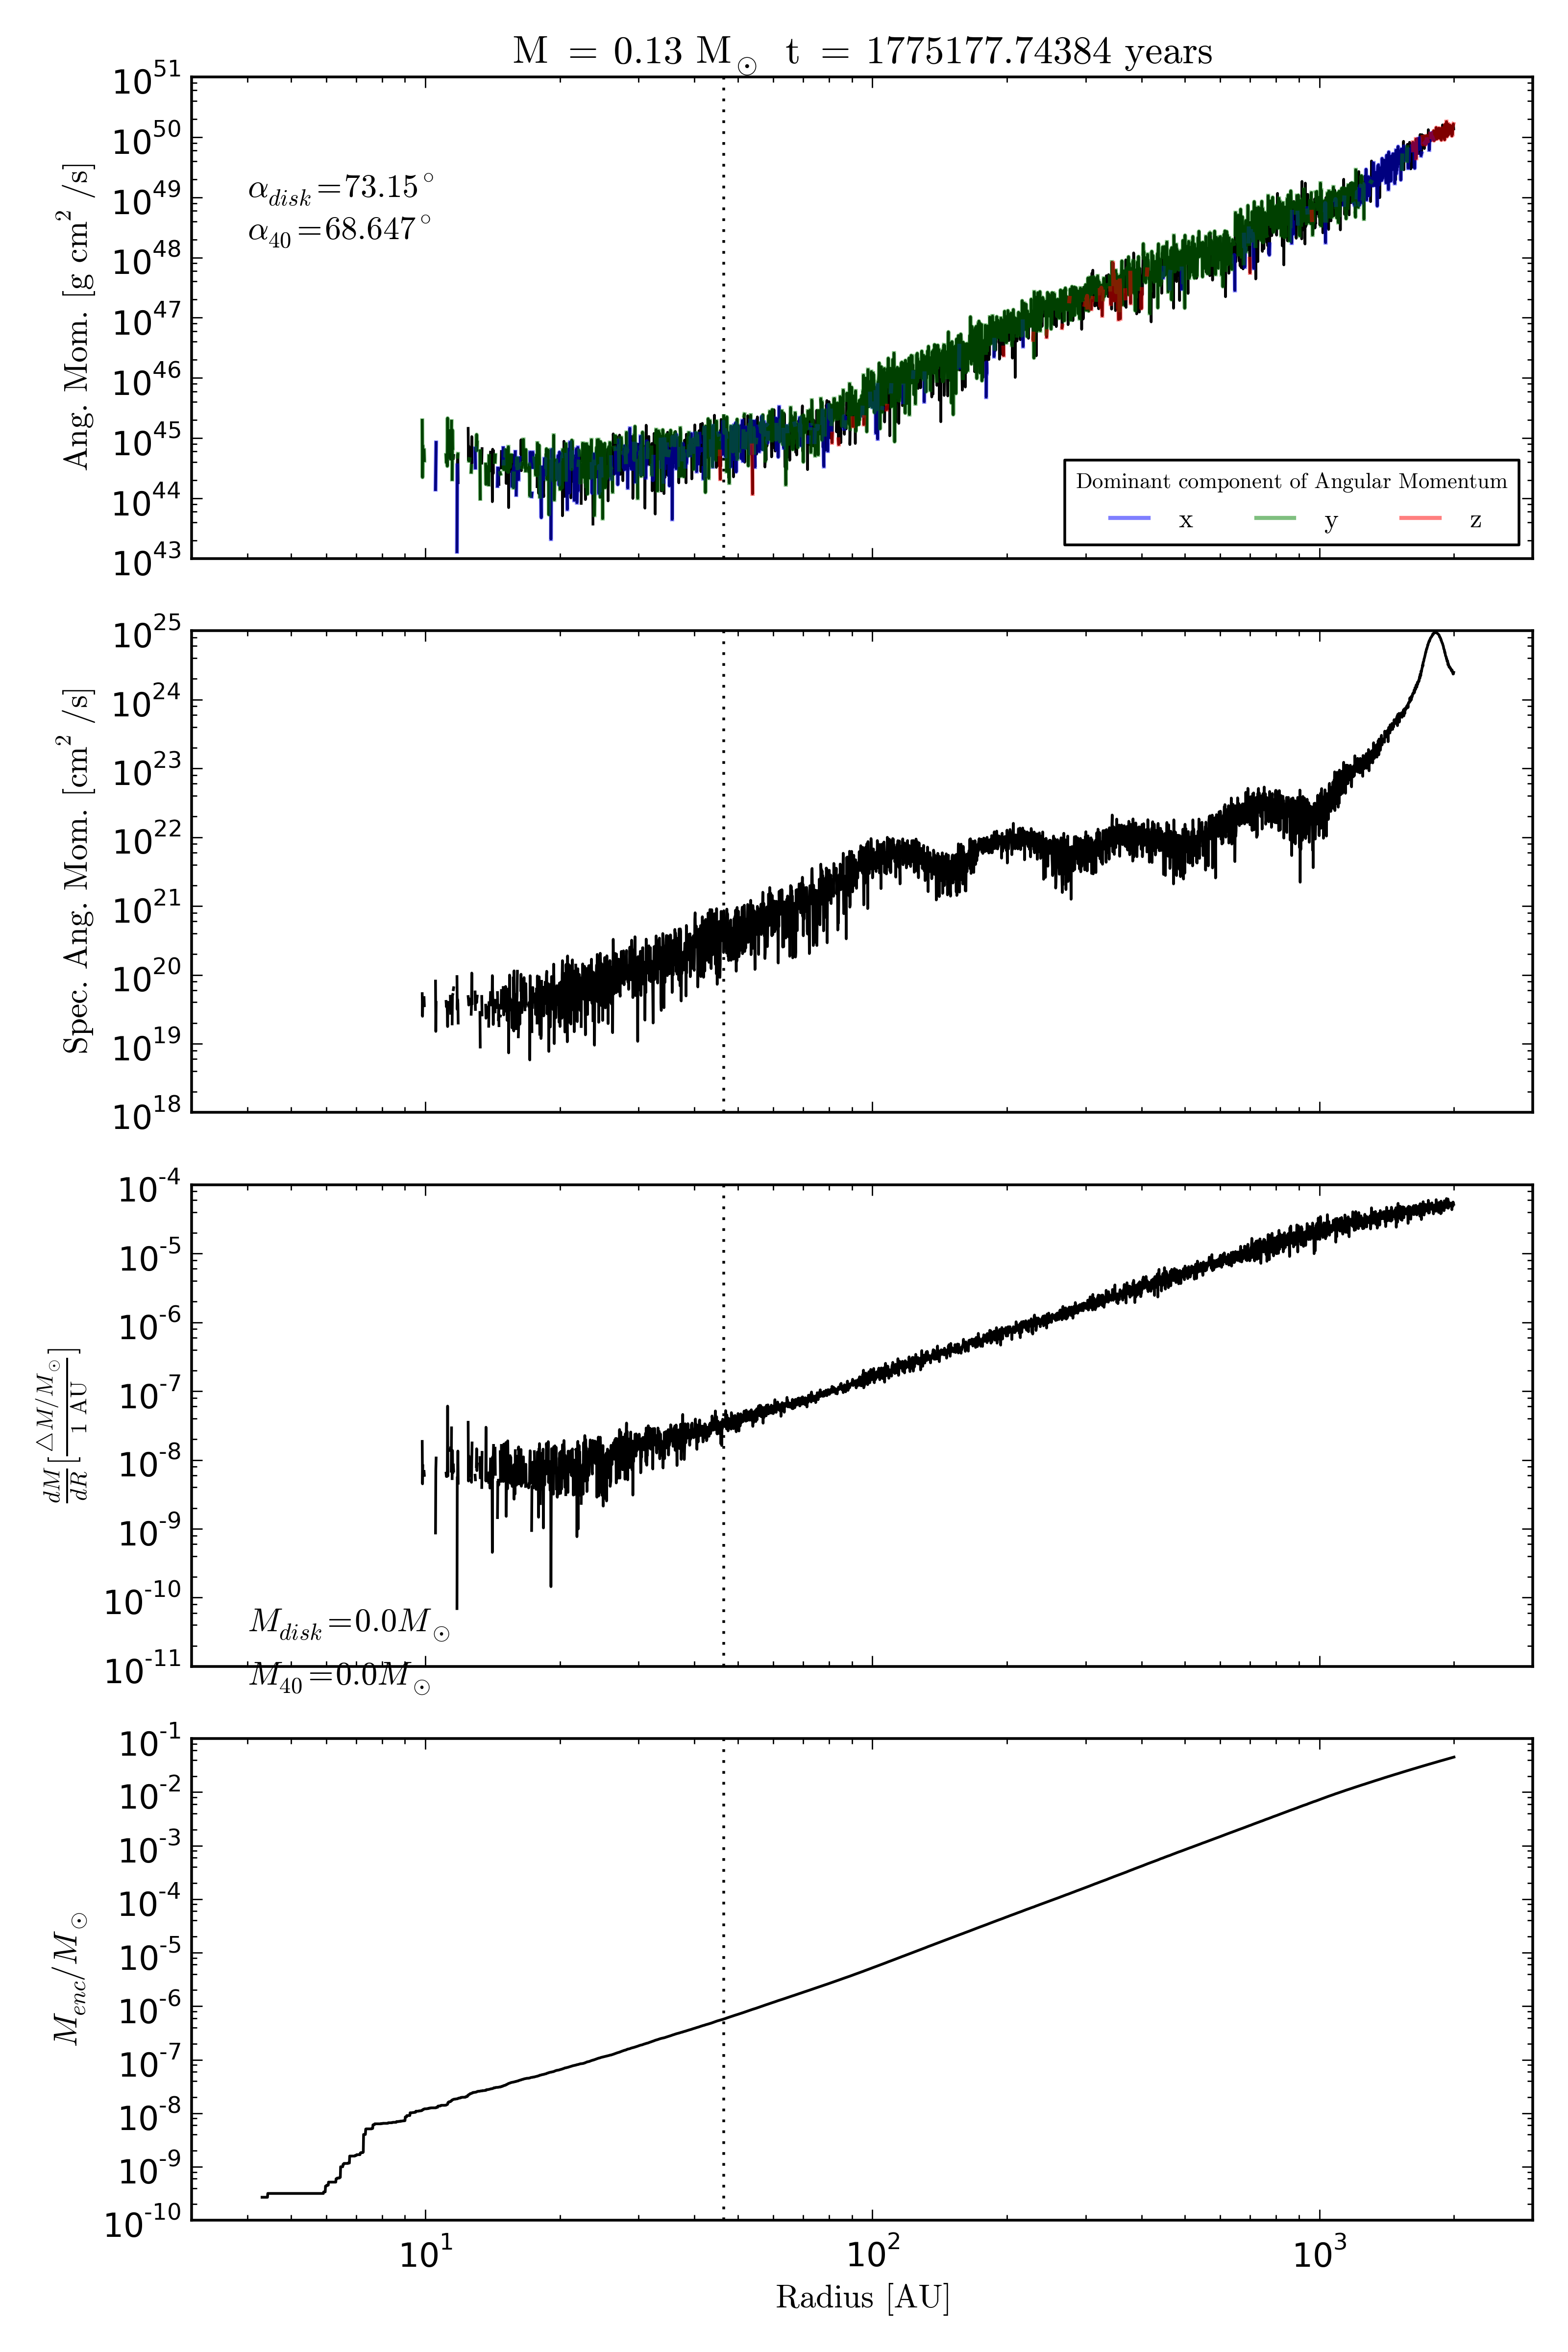 M = 0.13 M⊙ t = 1775177.74384 years
10^51
10^50
10^49
10^48
10^47
10^46
10^45
10^44
10^43
Ang. Mom. [g cm^2 /s]
α_disk=73.15°
α_40=68.647°
Dominant component of Angular Momentum
x y z
10^25
10^24
10^23
10^22
10^21
10^20
10^19
10^18
Spec. Ang. Mom. [cm^2 /s]
10^-4
10^-5
10^-6
10^-7
10^-8
10^-9
10^-10
10^-11
dM/dR [△M/M⊙ / 1 AU]
M_disk=0.0M⊙
M_40=0.0M⊙
10^-1
10^-2
10^-3
10^-4
10^-5
10^-6
10^-7
10^-8
10^-9
10^-10
M_enc/M⊙
10^1 10^2 10^3
Radius [AU]